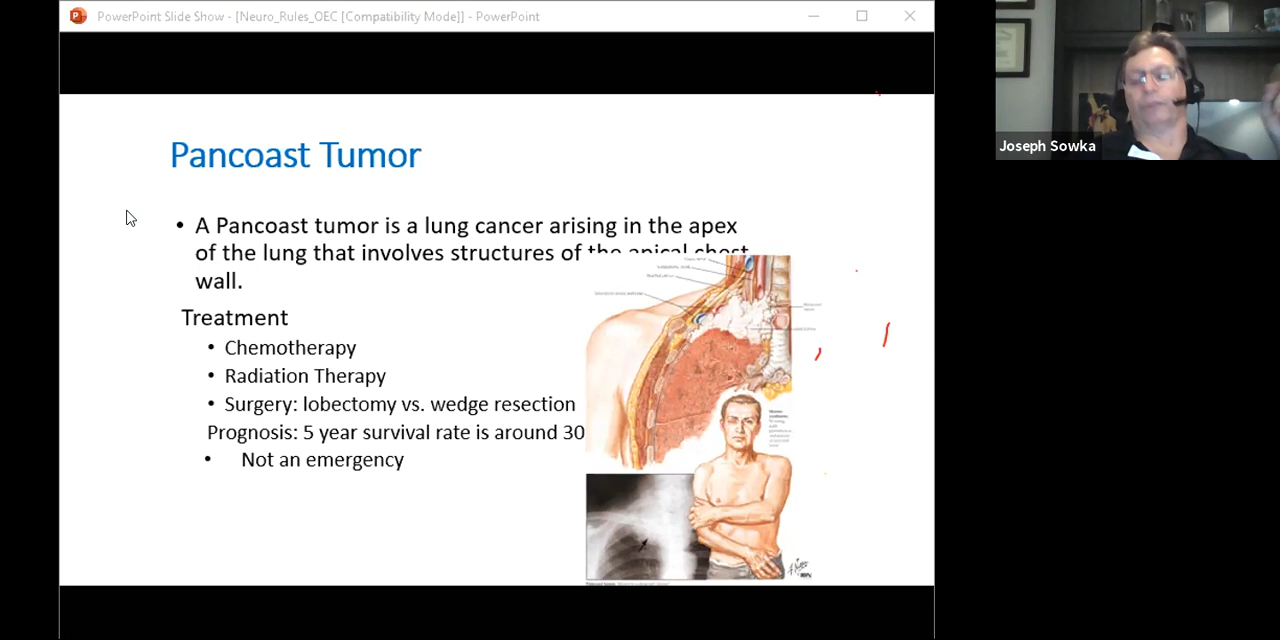 PowerPoint Slide Show - [Neuro_Rules_OEC [Compatibility Mode]] - PowerPoint
Joseph Sowka
Pancoast Tumor
• A Pancoast tumor is a lung cancer arising in the apex
of the lung that involves structures of the apical chest
wall.
Treatment
• Chemotherapy
• Radiation Therapy
• Surgery: lobectomy vs. wedge resection
Prognosis: 5 year survival rate is around 30
• Not an emergency